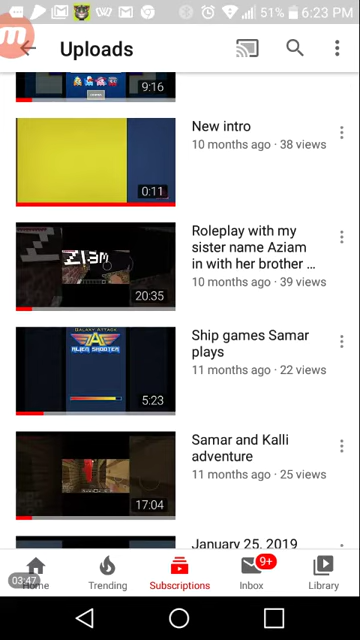 51% 6:23 PM
Uploads
9:16
New intro
10 months ago · 38 views
0:11
Roleplay with my
sister name Aziam
in with her brother ...
10 months ago · 39 views
20:35
Ship games Samar
plays
11 months ago · 22 views
GALAXY ATTACK
ALIEN SHOOTER
5:23
Samar and Kalli
adventure
11 months ago · 25 views
17:04
January 25, 2019
03:47
9+
Home Trending Subscriptions Inbox Library